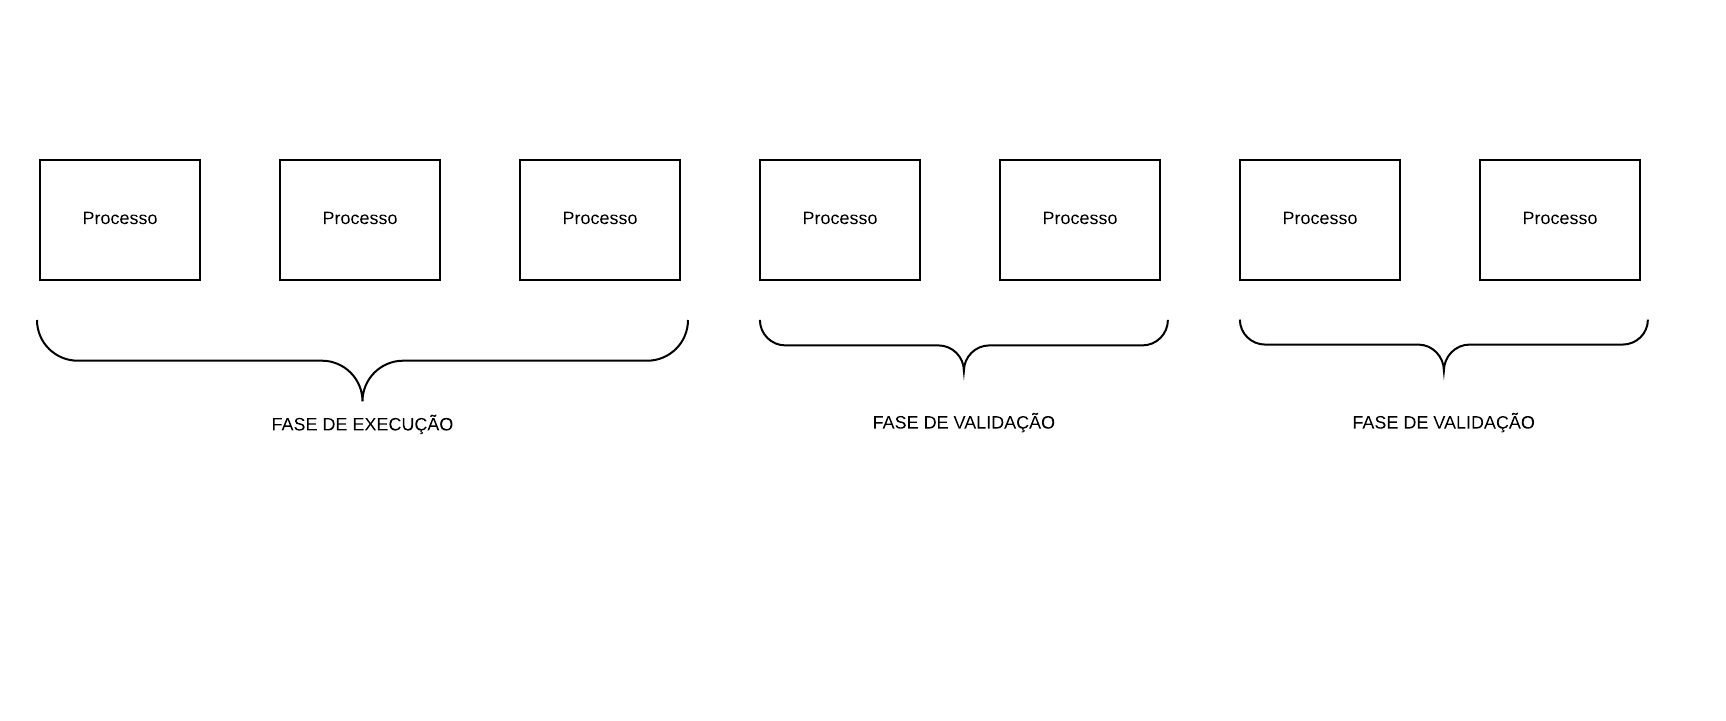 Processo
Processo
Processo
Processo
Processo
Processo
Processo
FASE DE EXECUÇÃO
FASE DE VALIDAÇÃO
FASE DE VALIDAÇÃO